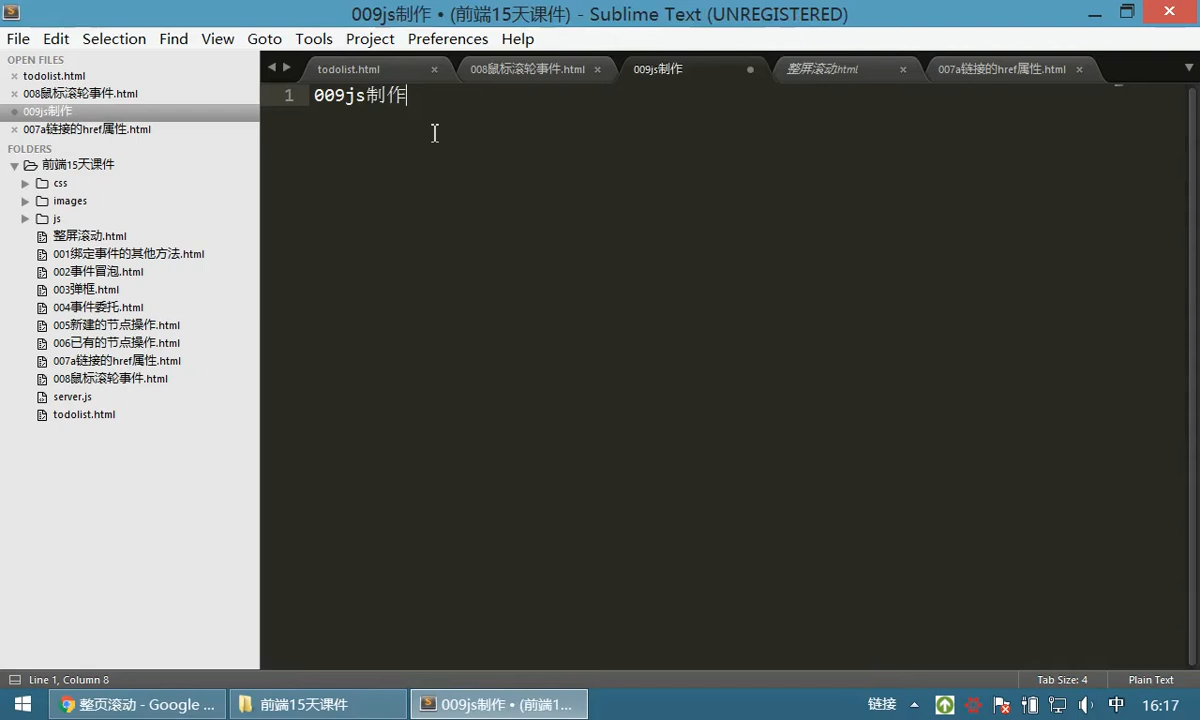 009js制作 • (前端15天课件) - Sublime Text (UNREGISTERED)
File Edit Selection Find View Goto Tools Project Preferences Help
OPEN FILES
todolist.html
008鼠标滚轮事件.html
009js制作
007a链接的href属性.html
FOLDERS
前端15天课件
css
images
js
整屏滚动.html
001绑定事件的其他方法.html
002事件冒泡.html
003弹框.html
004事件委托.html
005新建的节点操作.html
006已有的节点操作.html
007a链接的href属性.html
008鼠标滚轮事件.html
server.js
todolist.html
todolist.html 008鼠标滚轮事件.html 009js制作 整屏滚动html 007a链接的href属性.html
1 009js制作
Line 1, Column 8 Tab Size: 4 Plain Text
整页滚动 - Google ... 前端15天课件 009js制作 • (前端1... 链接 中 16:17